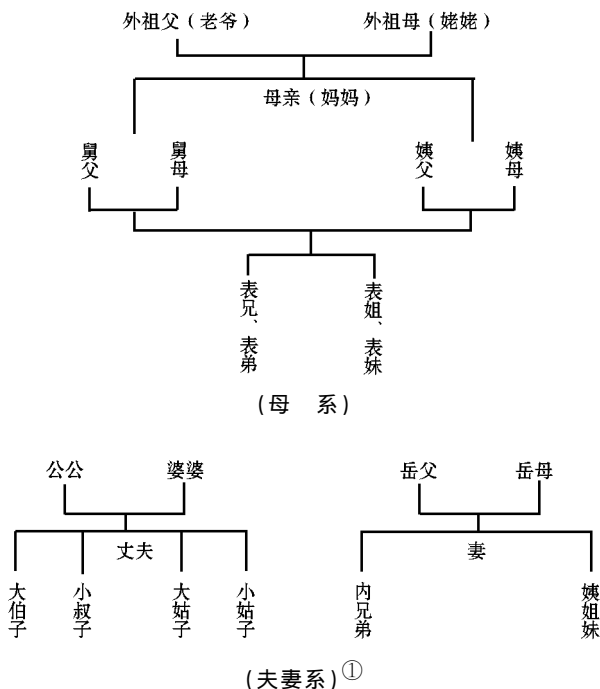 外祖父（老爷） 外祖母（姥姥）
母亲（妈妈）
舅父 舅母 姨父 姨母
表兄、表弟 表姐、表妹
（母 系）
公公 婆婆 岳父 岳母
丈夫 妻
大伯子 小叔子 大姑子 小姑子 内兄弟 姨姐妹
（夫妻系）①